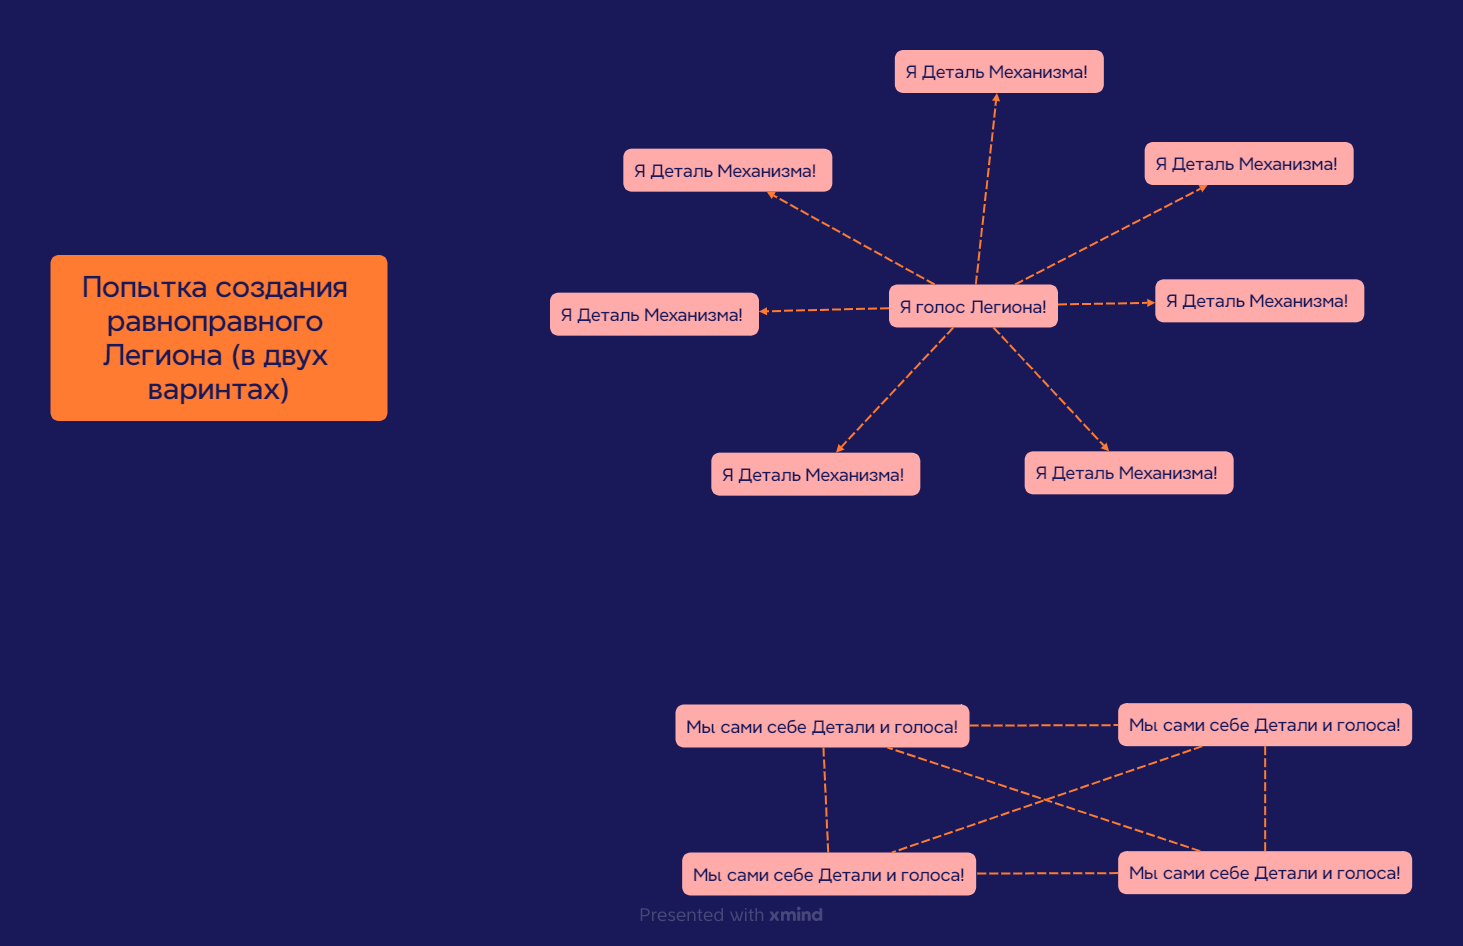 Попытка создания
равноправного
Легиона (в двух
варинтах)
Я Деталь Механизма!
Я Деталь Механизма!
Я Деталь Механизма!
Я Деталь Механизма!
Я голос Легиона!
Я Деталь Механизма!
Я Деталь Механизма!
Я Деталь Механизма!
Мы сами себе Детали и голоса!
Мы сами себе Детали и голоса!
Мы сами себе Детали и голоса!
Мы сами себе Детали и голоса!
Presented with xmind